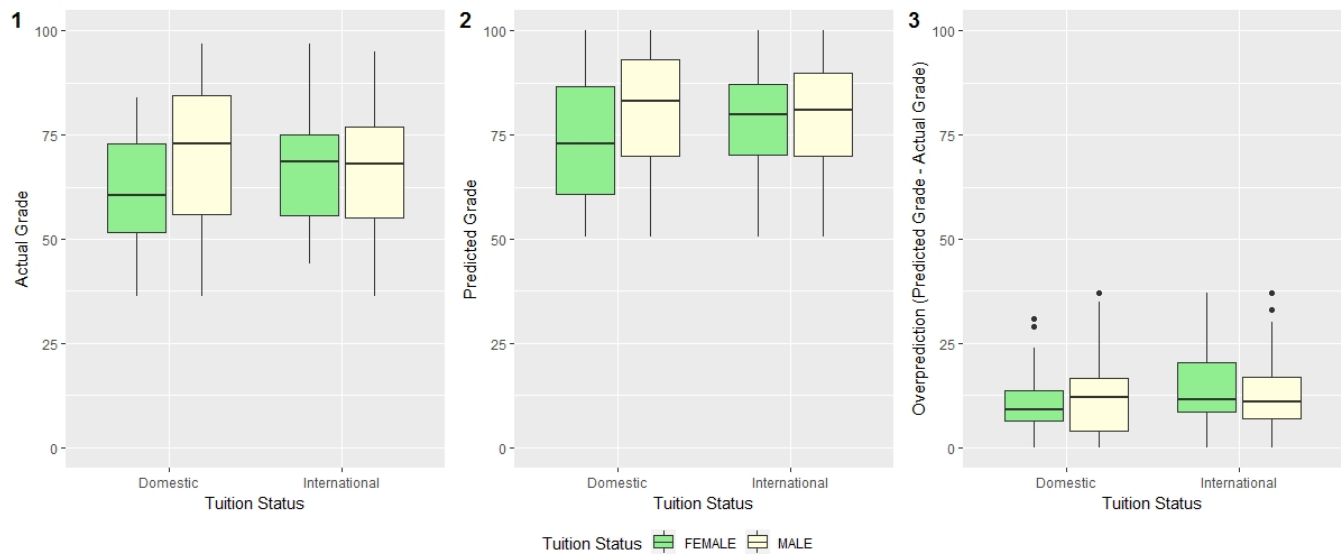 1
100
75
50
25
0
Actual Grade
Domestic International
Tuition Status
2
100
75
50
25
0
Predicted Grade
Domestic International
Tuition Status
3
100
75
50
25
0
Overprediction (Predicted Grade - Actual Grade)
Domestic International
Tuition Status
Tuition Status FEMALE MALE